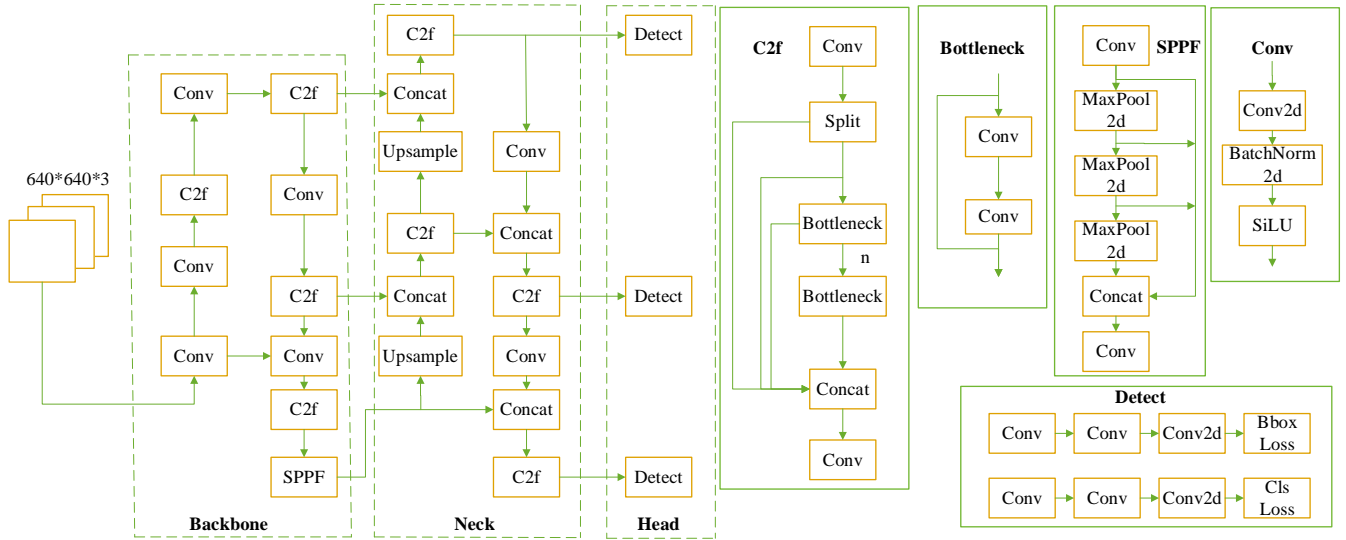 640*640*3
Conv
C2f
Conv
C2f
Conv
Conv
Conv
C2f
Conv
C2f
SPPF
Backbone
C2f
Concat
Upsample
C2f
Concat
Upsample
Conv
Concat
C2f
Conv
Concat
C2f
Neck
Detect
Detect
Detect
Head
C2f
Conv
Split
Bottleneck
n
Bottleneck
Concat
Conv
Bottleneck
Conv
Conv
SPPF
Conv
MaxPool
2d
MaxPool
2d
MaxPool
2d
Concat
Conv
Conv
Conv2d
BatchNorm
2d
SiLU
Detect
Conv
Conv
Conv2d
Bbox
Loss
Conv
Conv
Conv2d
Cls
Loss